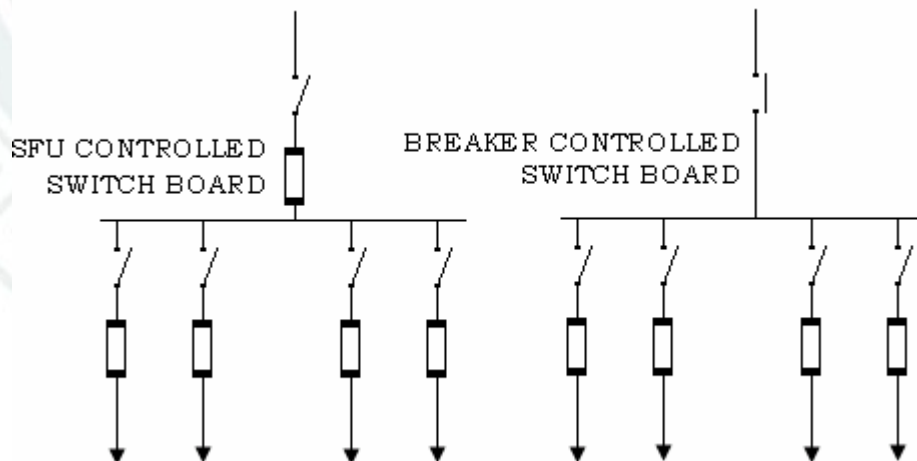 SFU CONTROLLED
SWITCH BOARD
BREAKER CONTROLLED
SWITCH BOARD